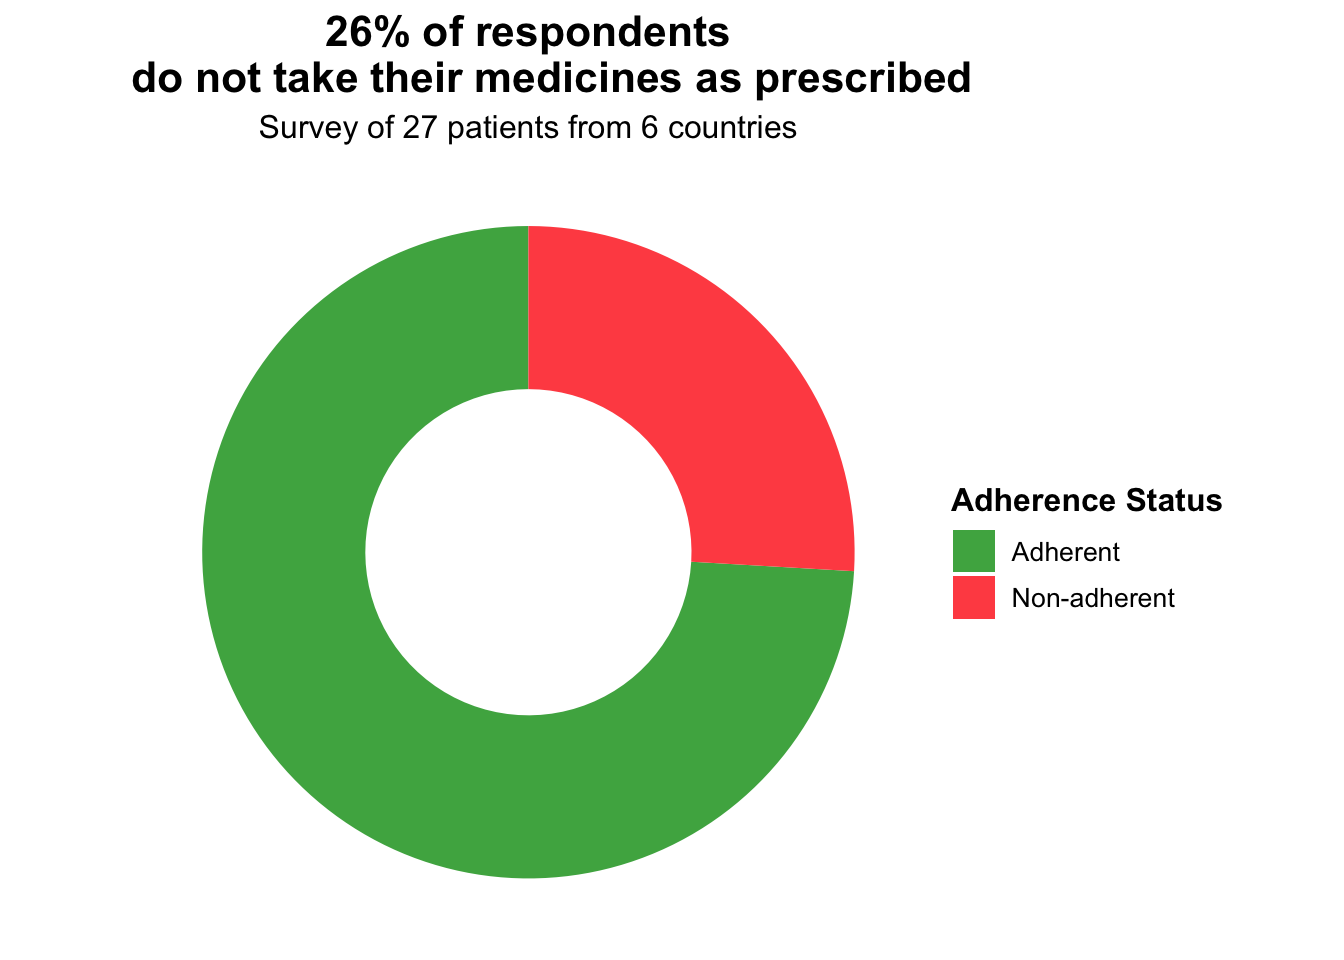 26% of respondents
do not take their medicines as prescribed
Survey of 27 patients from 6 countries
Adherence Status
Adherent
Non-adherent